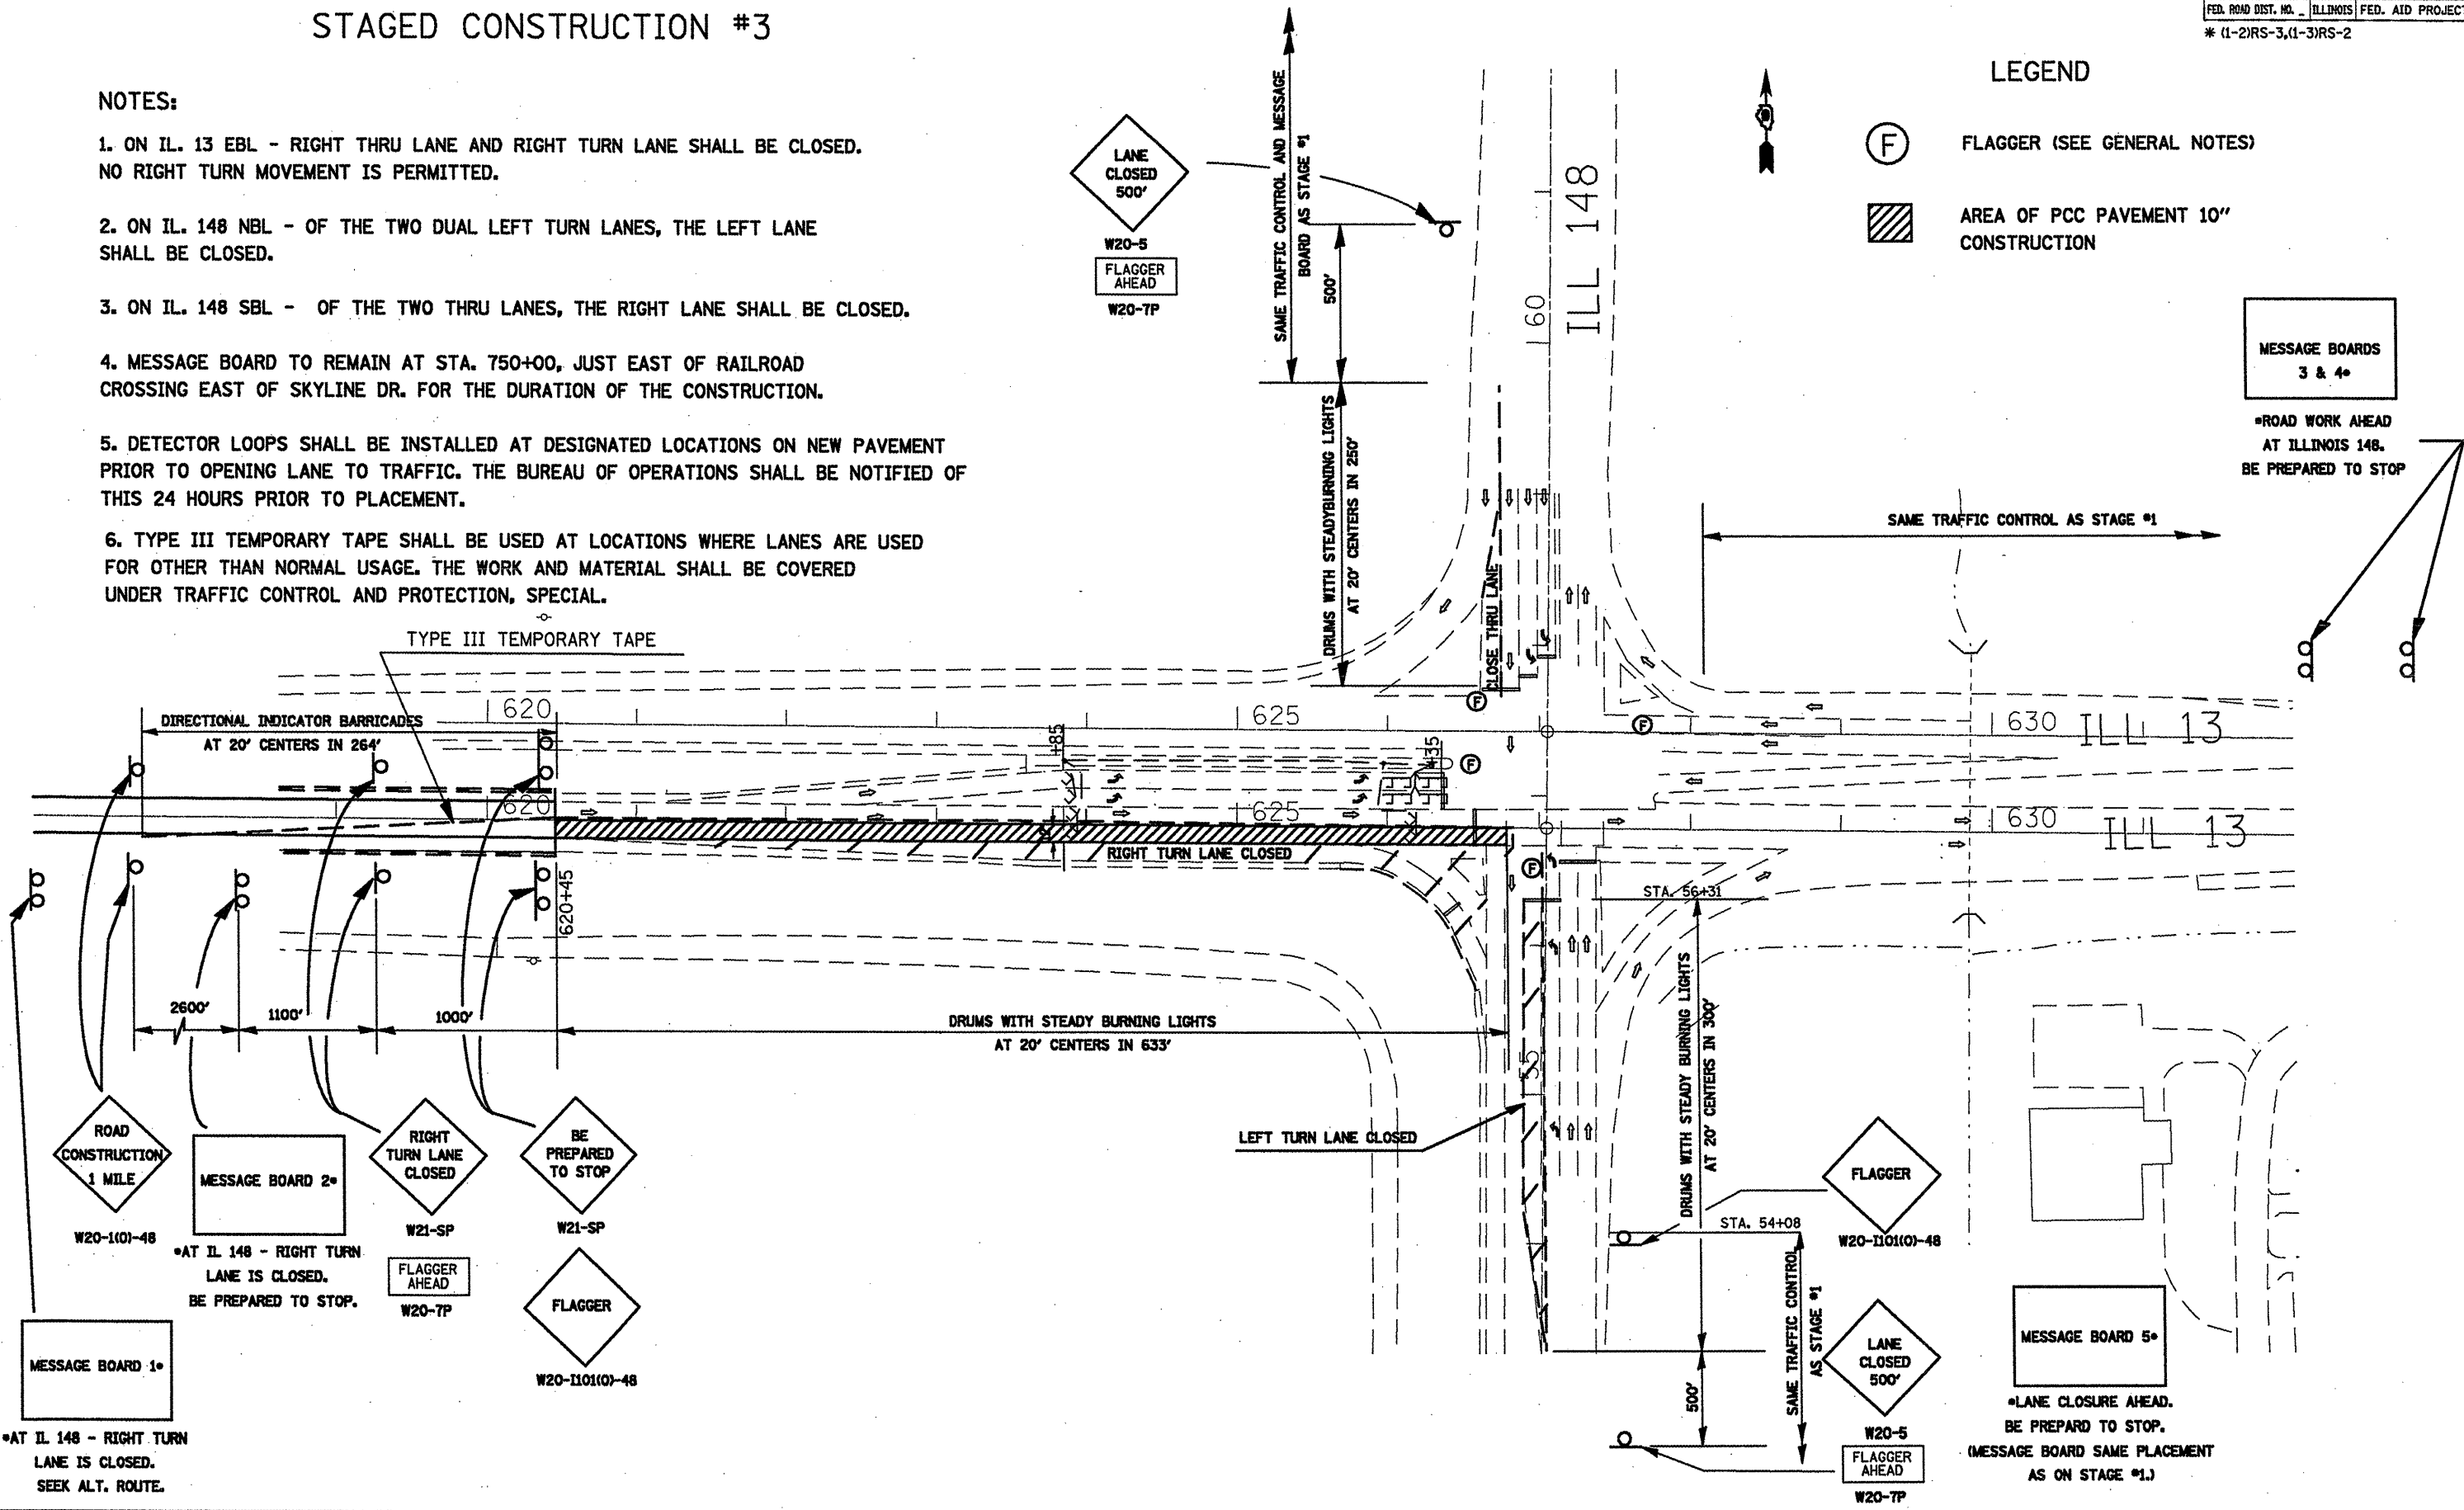 STAGED CONSTRUCTION #3
FED. ROAD DIST. NO. _ ILLINOIS FED. AID PROJECT
* (1-2)RS-3,(1-3)RS-2
NOTES:
1. ON IL. 13 EBL - RIGHT THRU LANE AND RIGHT TURN LANE SHALL BE CLOSED.
NO RIGHT TURN MOVEMENT IS PERMITTED.
2. ON IL. 148 NBL - OF THE TWO DUAL LEFT TURN LANES, THE LEFT LANE
SHALL BE CLOSED.
3. ON IL. 148 SBL - OF THE TWO THRU LANES, THE RIGHT LANE SHALL BE CLOSED.
4. MESSAGE BOARD TO REMAIN AT STA. 750+00, JUST EAST OF RAILROAD
CROSSING EAST OF SKYLINE DR. FOR THE DURATION OF THE CONSTRUCTION.
5. DETECTOR LOOPS SHALL BE INSTALLED AT DESIGNATED LOCATIONS ON NEW PAVEMENT
PRIOR TO OPENING LANE TO TRAFFIC. THE BUREAU OF OPERATIONS SHALL BE NOTIFIED OF
THIS 24 HOURS PRIOR TO PLACEMENT.
6. TYPE III TEMPORARY TAPE SHALL BE USED AT LOCATIONS WHERE LANES ARE USED
FOR OTHER THAN NORMAL USAGE. THE WORK AND MATERIAL SHALL BE COVERED
UNDER TRAFFIC CONTROL AND PROTECTION, SPECIAL.
LEGEND
F
FLAGGER (SEE GENERAL NOTES)
AREA OF PCC PAVEMENT 10"
CONSTRUCTION
LANE
CLOSED
500'
W20-5
FLAGGER
AHEAD
W20-7P
SAME TRAFFIC CONTROL AND MESSAGE
BOARD AS STAGE #1
500'
DRUMS WITH STEADYBURNING LIGHTS
AT 20' CENTERS IN 250'
60
ILL 148
CLOSE THRU LANE
MESSAGE BOARDS
3 & 4*
*ROAD WORK AHEAD
AT ILLINOIS 148.
BE PREPARED TO STOP
SAME TRAFFIC CONTROL AS STAGE #1
TYPE III TEMPORARY TAPE
DIRECTIONAL INDICATOR BARRICADES
AT 20' CENTERS IN 264'
620
625
630
ILL 13
F
F
F
+85
+35
620
625
630
ILL 13
RIGHT TURN LANE CLOSED
F
620+45
STA. 56+31
2600'
1100'
1000'
DRUMS WITH STEADY BURNING LIGHTS
AT 20' CENTERS IN 633'
55
DRUMS WITH STEADY BURNING LIGHTS
AT 20' CENTERS IN 300'
LEFT TURN LANE CLOSED
ROAD
CONSTRUCTION
1 MILE
W20-1(O)-48
MESSAGE BOARD 2*
*AT IL 148 - RIGHT TURN
LANE IS CLOSED.
BE PREPARED TO STOP.
RIGHT
TURN LANE
CLOSED
W21-SP
FLAGGER
AHEAD
W20-7P
BE
PREPARED
TO STOP
W21-SP
FLAGGER
W20-I101(O)-48
MESSAGE BOARD 1*
*AT IL 148 - RIGHT TURN
LANE IS CLOSED.
SEEK ALT. ROUTE.
STA. 54+08
SAME TRAFFIC CONTROL
AS STAGE #1
500'
FLAGGER
W20-I101(O)-48
LANE
CLOSED
500'
W20-5
FLAGGER
AHEAD
W20-7P
MESSAGE BOARD 5*
*LANE CLOSURE AHEAD.
BE PREPARD TO STOP.
(MESSAGE BOARD SAME PLACEMENT
AS ON STAGE #1.)